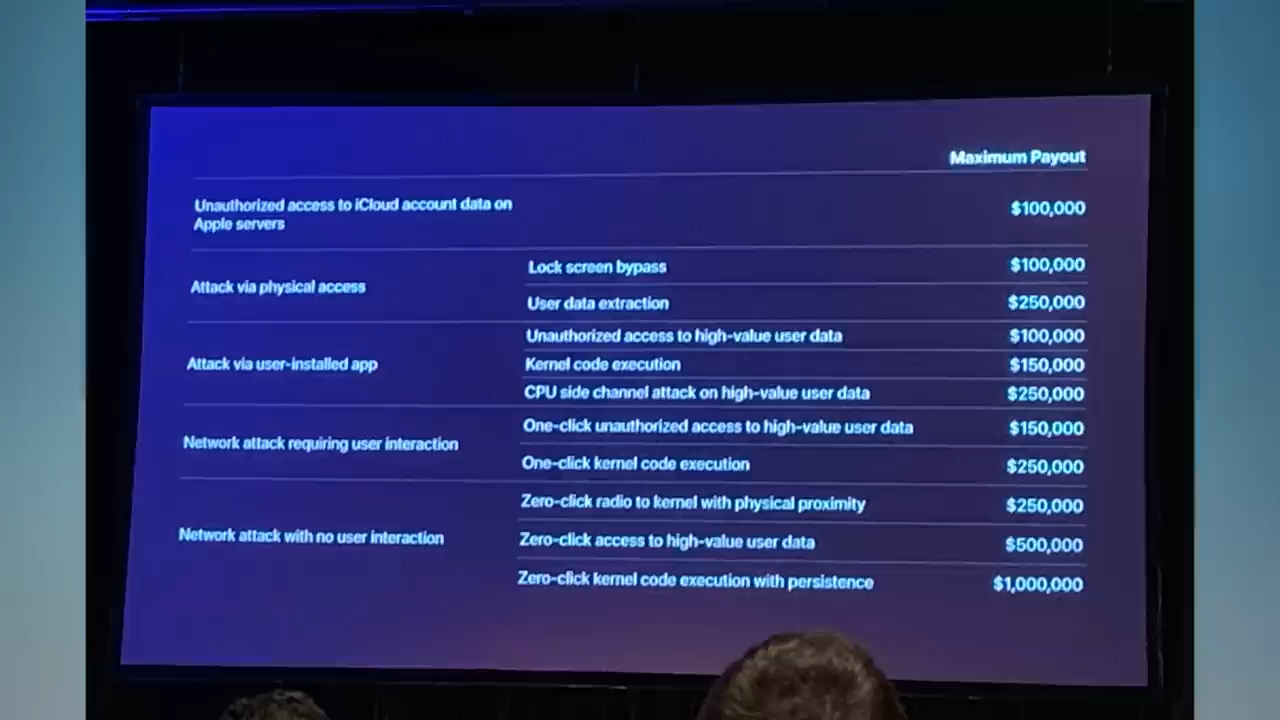 Maximum Payout
Unauthorized access to iCloud account data on
Apple servers
$100,000
Attack via physical access
Lock screen bypass
$100,000
User data extraction
$250,000
Attack via user-installed app
Unauthorized access to high-value user data
$100,000
Kernel code execution
$150,000
CPU side channel attack on high-value user data
$250,000
Network attack requiring user interaction
One-click unauthorized access to high-value user data
$150,000
One-click kernel code execution
$250,000
Network attack with no user interaction
Zero-click radio to kernel with physical proximity
$250,000
Zero-click access to high-value user data
$500,000
Zero-click kernel code execution with persistence
$1,000,000